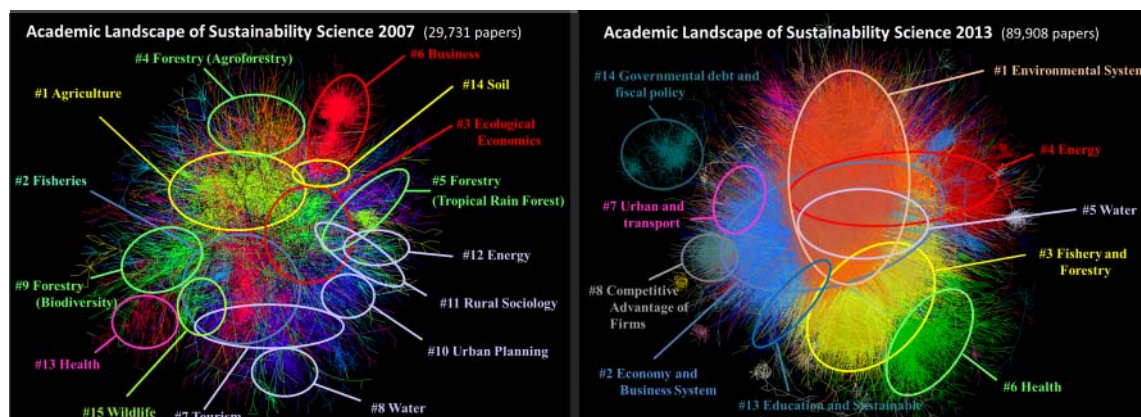 Academic Landscape of Sustainability Science 2007 (29,731 papers)
#4 Forestry (Agroforestry)
#6 Business
#1 Agriculture
#14 Soil
#3 Ecological
Economics
#2 Fisheries
#5 Forestry
(Tropical Rain Forest)
#12 Energy
#9 Forestry
(Biodiversity)
#11 Rural Sociology
#13 Health
#10 Urban Planning
#15 Wildlife
#7 Tourism
#8 Water
Academic Landscape of Sustainability Science 2013 (89,908 papers)
#14 Governmental debt and
fiscal policy
#1 Environmental System
#4 Energy
#7 Urban and
transport
#5 Water
#3 Fishery and
Forestry
#8 Competitive
Advantage of
Firms
#2 Economy and
Business System
#6 Health
#13 Education and Sustainable